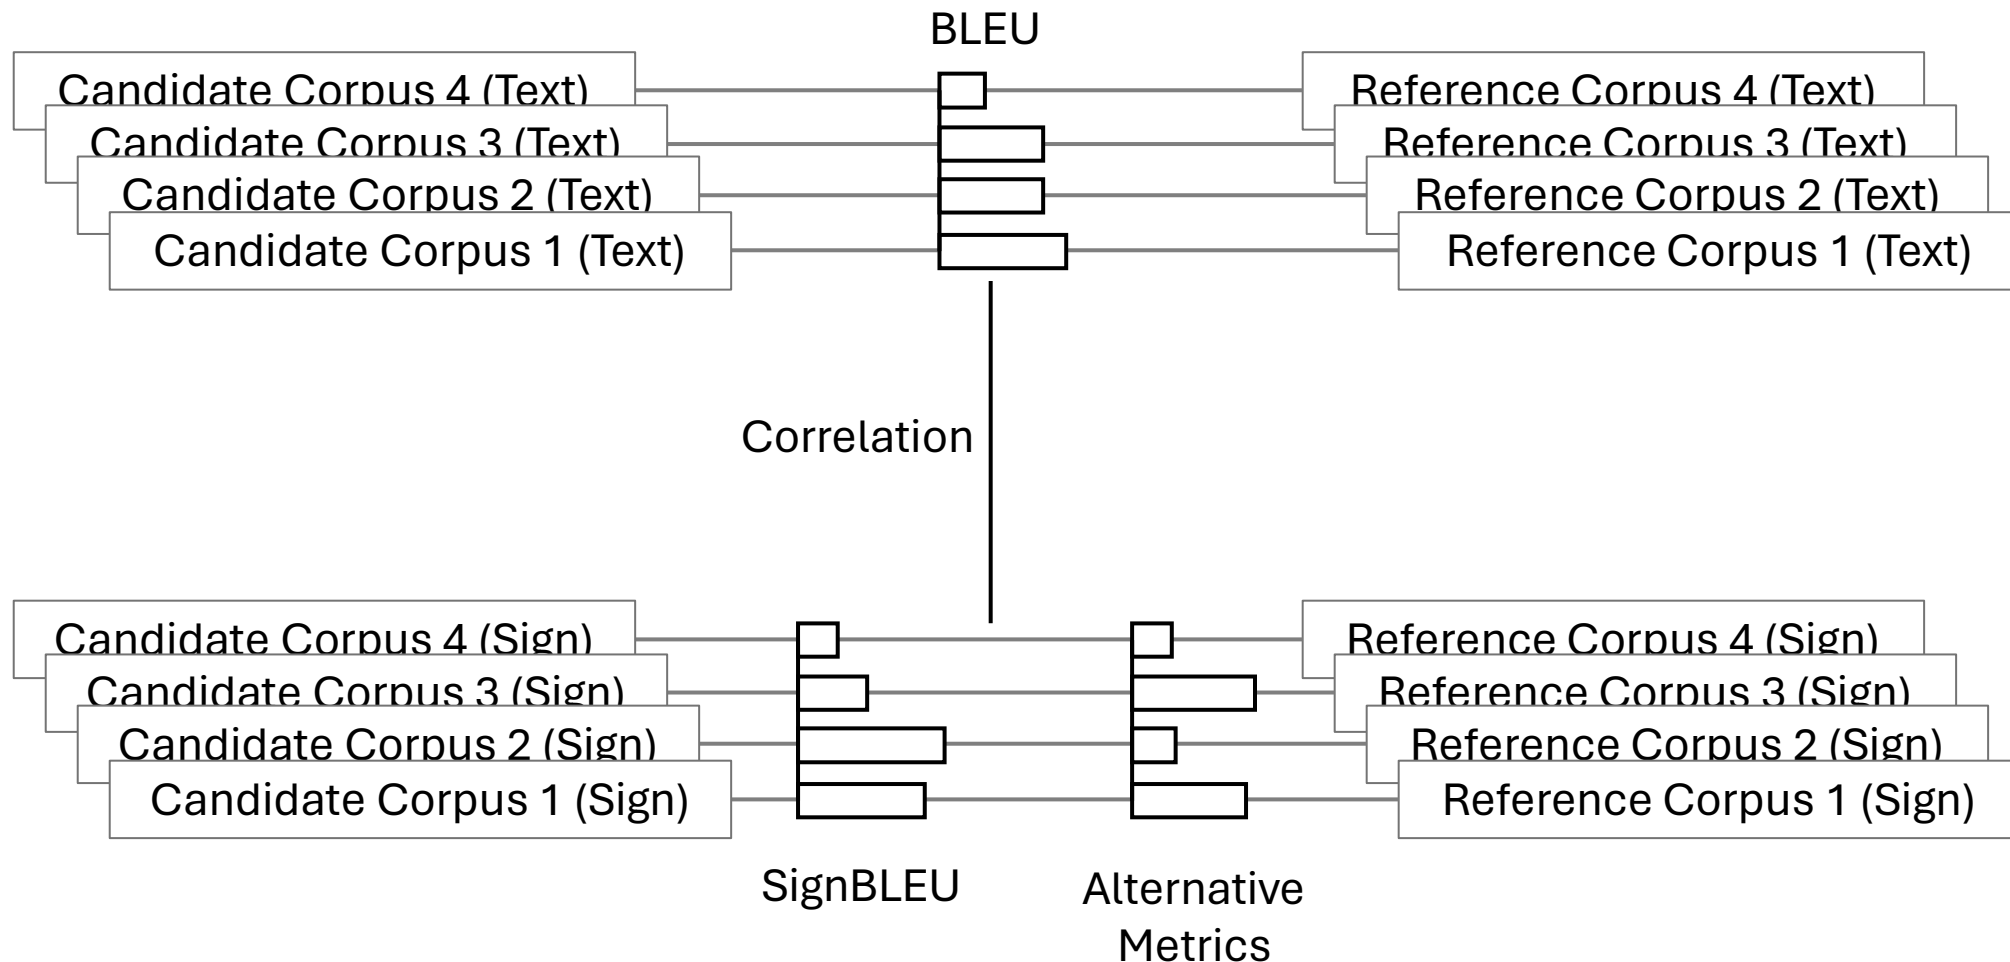 BLEU
Candidate Corpus 4 (Text)
Reference Corpus 4 (Text)
Candidate Corpus 3 (Text)
Reference Corpus 3 (Text)
Candidate Corpus 2 (Text)
Reference Corpus 2 (Text)
Candidate Corpus 1 (Text)
Reference Corpus 1 (Text)
Correlation
Candidate Corpus 4 (Sign)
Reference Corpus 4 (Sign)
Candidate Corpus 3 (Sign)
Reference Corpus 3 (Sign)
Candidate Corpus 2 (Sign)
Reference Corpus 2 (Sign)
Candidate Corpus 1 (Sign)
Reference Corpus 1 (Sign)
SignBLEU
Alternative
Metrics